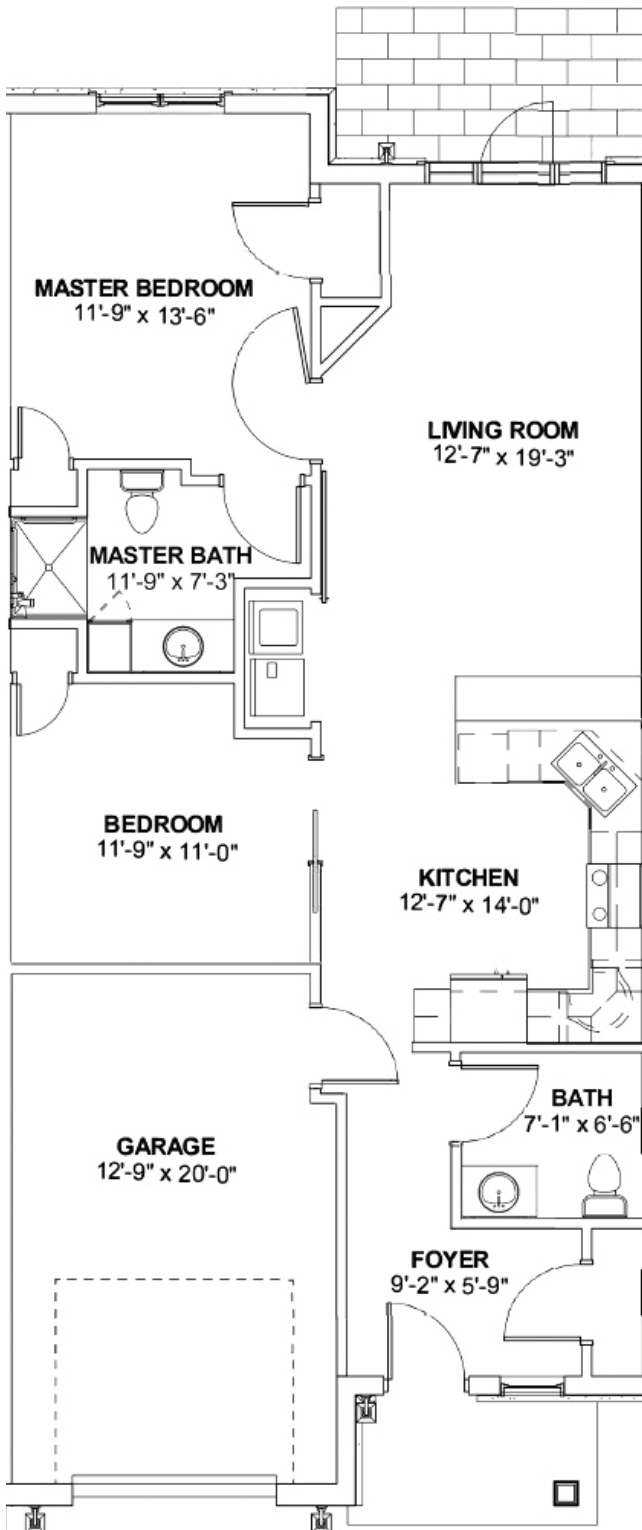 MASTER BEDROOM
11'-9" x 13'-6"
LIVING ROOM
12'-7" x 19'-3"
MASTER BATH
11'-9" x 7'-3"
BEDROOM
11'-9" x 11'-0"
KITCHEN
12'-7" x 14'-0"
BATH
7'-1" x 6'-6"
GARAGE
12'-9" x 20'-0"
FOYER
9'-2" x 5'-9"